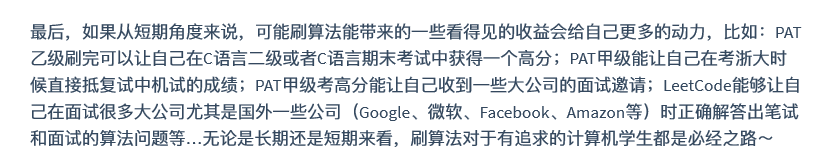 最后，如果从短期角度来说，可能刷算法能带来的一些看得见的收益会给自己更多的动力，比如：PAT
乙级刷完可以让自己在C语言二级或者C语言期末考试中获得一个高分；PAT甲级能让自己在考浙大时
候直接抵复试中机试的成绩；PAT甲级考高分能让自己收到一些大公司的面试邀请；LeetCode能够让自
己在面试很多大公司尤其是国外一些公司（Google、微软、Facebook、Amazon等）时正确解答出笔试
和面试的算法问题等…无论是长期还是短期来看，刷算法对于有追求的计算机学生都是必经之路～